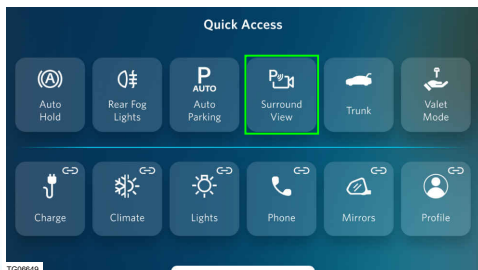 Quick Access
(A)
P
AUTO
P
Auto
Hold
Rear Fog
Lights
Auto
Parking
Surround
View
Trunk
Valet
Mode
Charge
Climate
Lights
Phone
Mirrors
Profile
TG06649